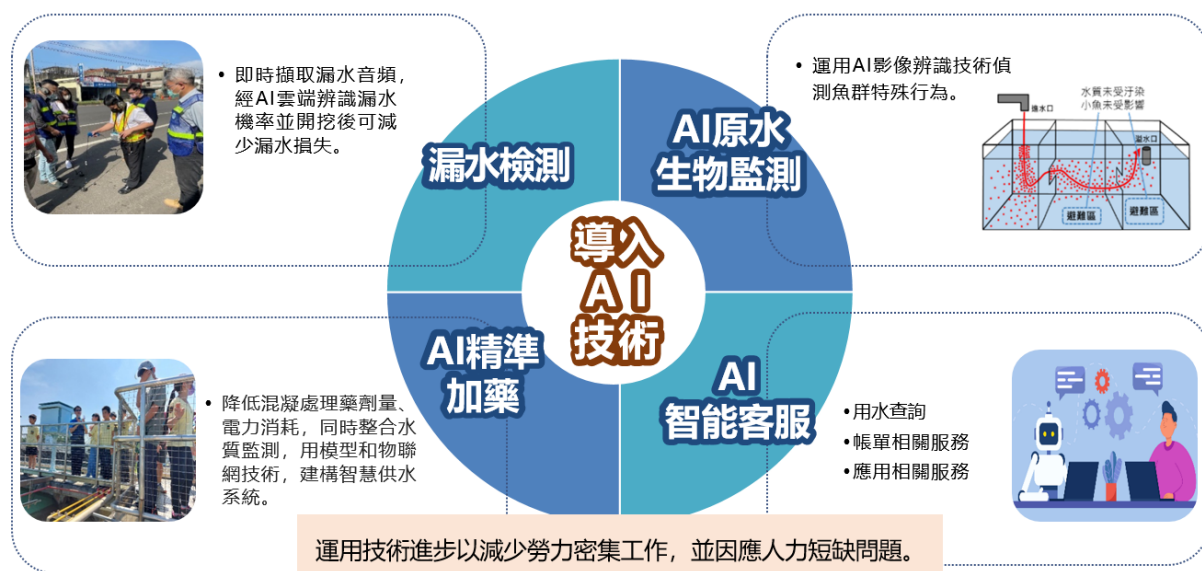 • 即時擷取漏水音頻，
經AI雲端辨識漏水
機率並開挖後可減
少漏水損失。
漏水檢測
AI原水
生物監測
• 運用AI影像辨識技術偵
測魚群特殊行為。
水質未受汙染
小魚未受影響
進水口
溢水口
避難區
避難區
導入
AI
技術
AI精準
加藥
• 降低混凝處理藥劑量、
電力消耗，同時整合水
質監測，用模型和物聯
網技術，建構智慧供水
系統。
AI
智能客服
•用水查詢
•帳單相關服務
•應用相關服務
運用技術進步以減少勞力密集工作，並因應人力短缺問題。